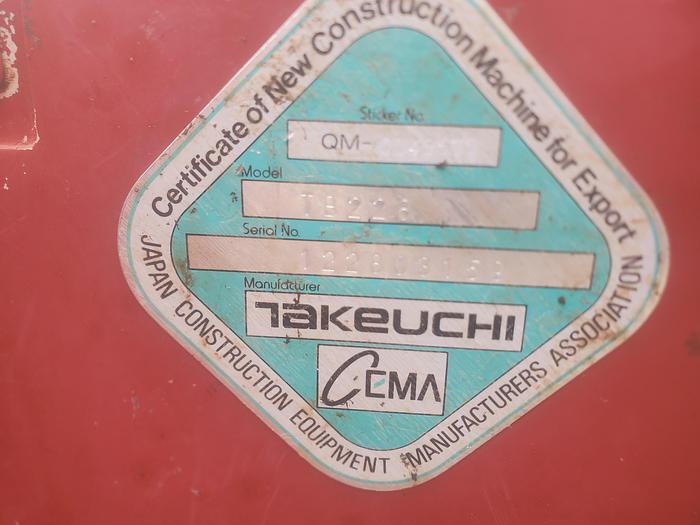 Certificate of New Construction Machine for Export
Sticker No.
QM-
Model
TB228
Serial No.
Manufacturer
TAKEUCHI
CEMA
JAPAN CONSTRUCTION EQUIPMENT MANUFACTURERS ASSOCIATION